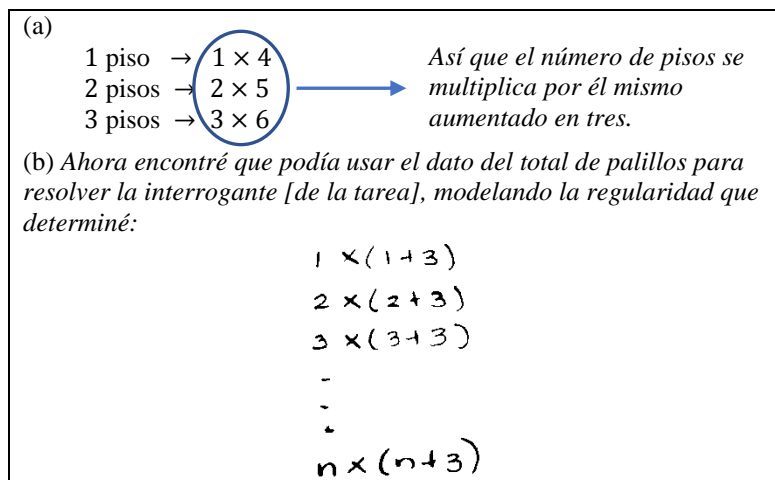 (a)
1 piso → 1 × 4
2 pisos → 2 × 5
3 pisos → 3 × 6
Así que el número de pisos se
multiplica por él mismo
aumentado en tres.
(b) Ahora encontré que podía usar el dato del total de palillos para
resolver la interrogante [de la tarea], modelando la regularidad que
determiné:
1 ×(1+3)
2 ×(2+3)
3 ×(3+3)
.
.
.
n×(n+3)